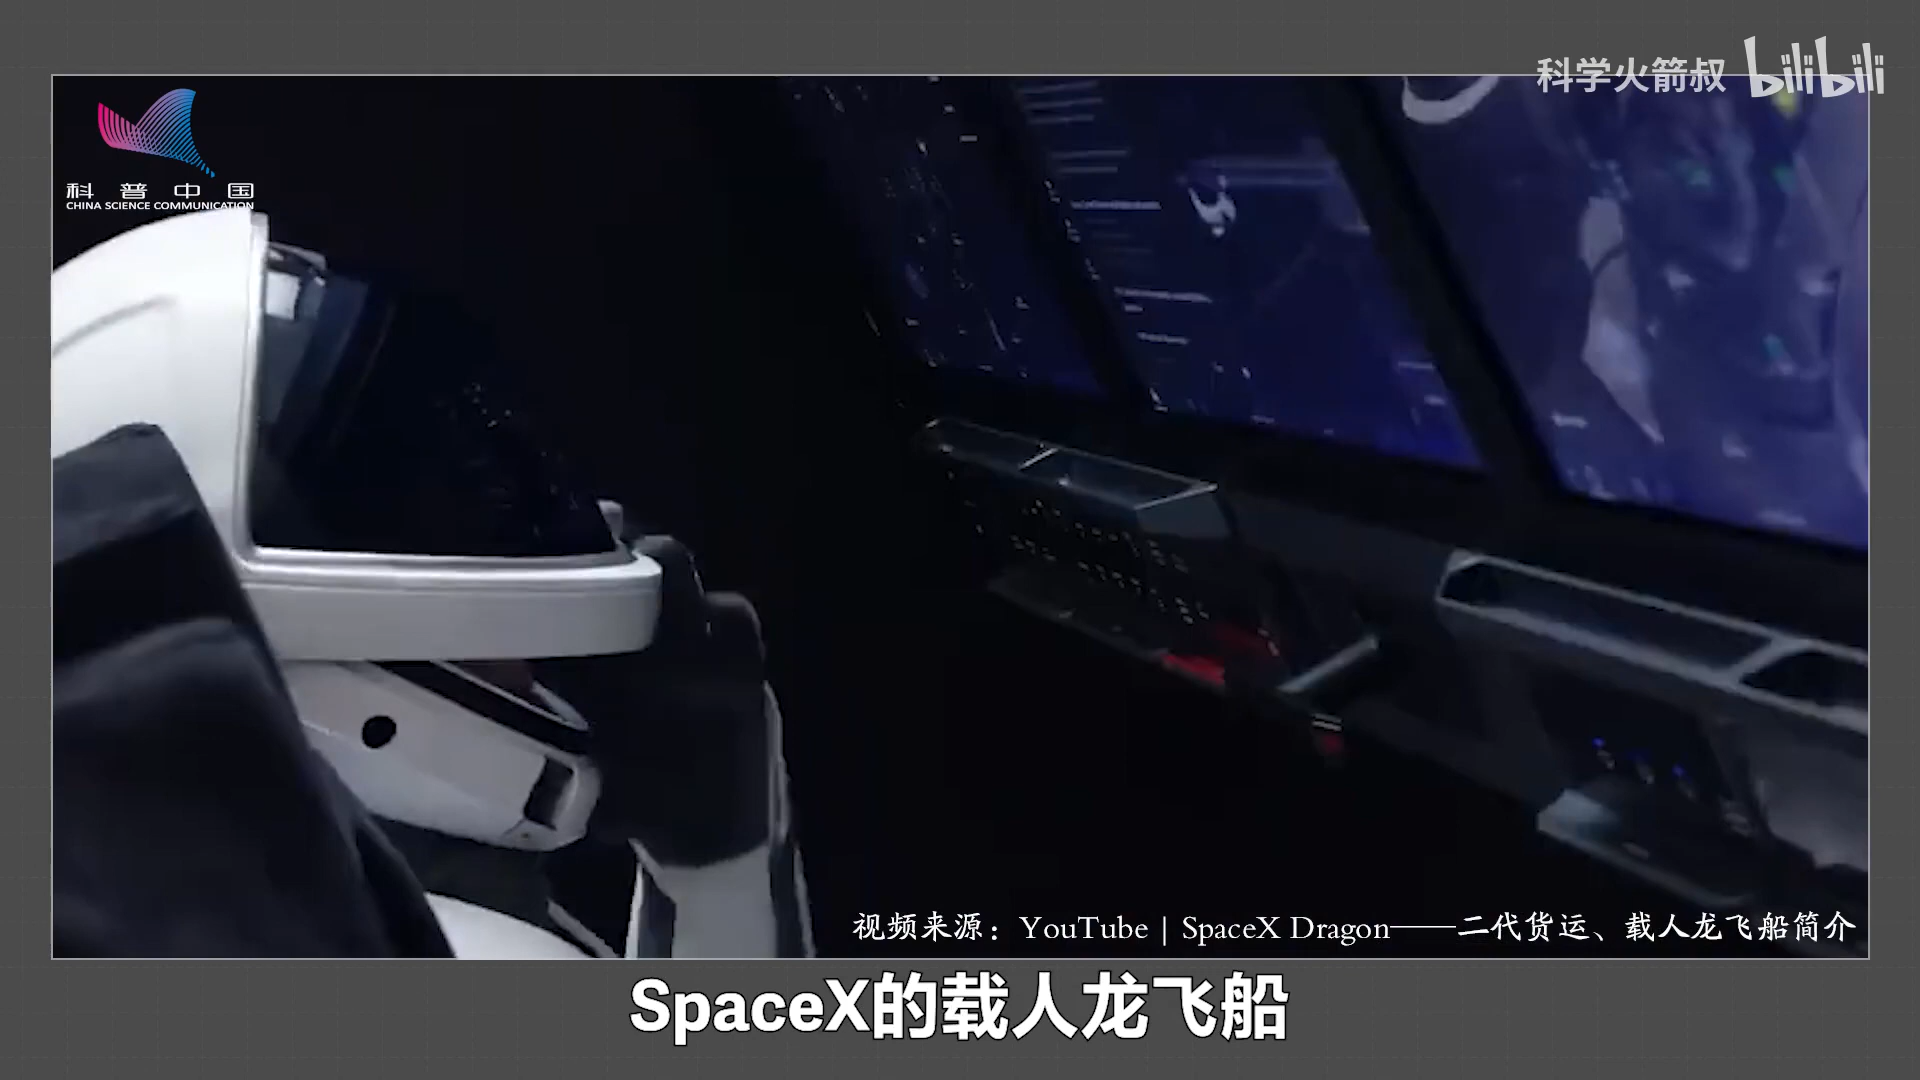 科学火箭叔 bilibili
科普中国
CHINA SCIENCE COMMUNICATION
视频来源：YouTube | SpaceX Dragon——二代货运、载人龙飞船简介
SpaceX的载人龙飞船